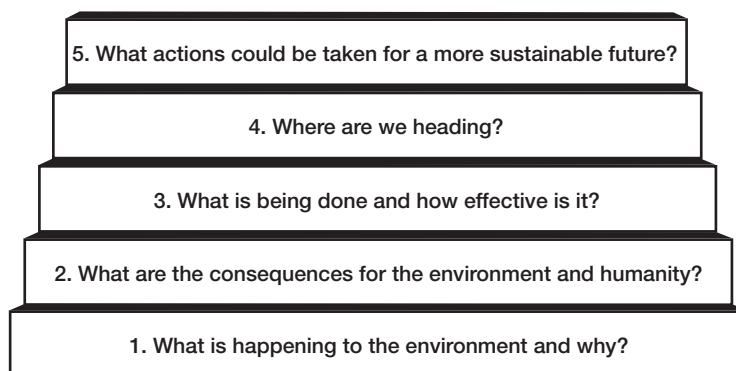 5. What actions could be taken for a more sustainable future?
4. Where are we heading?
3. What is being done and how effective is it?
2. What are the consequences for the environment and humanity?
1. What is happening to the environment and why?